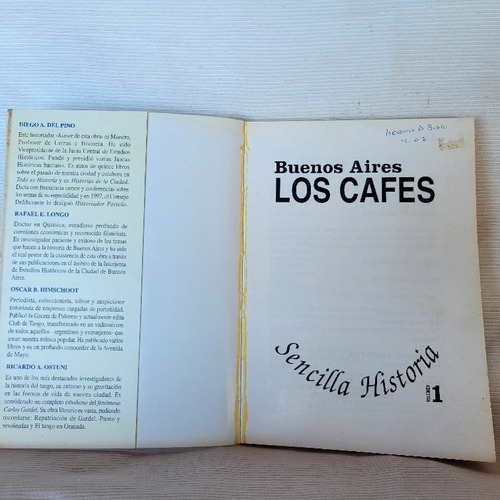 DIEGO A. DEL PINO
Este historiador -Asesor de esta obra- es Maestro,
Profesor de Letras e Historia. Ha sido
Vicepresidente de la Junta Central de Estudios
Históricos. Fundó y presidió varias Juntas
Históricas barriales. Es autor de quince libros
sobre el pasado de nuestra ciudad y colabora en
Todo es Historia y en Historias de la Ciudad.
Dicta con frecuencia cursos y conferencias sobre
los temas de su especialidad y en 1997, el Consejo
Deliberante lo designó Historiador Porteño.
RAFAEL E. LONGO
Doctor en Química, estudioso profundo de
cuestiones económicas y reconocido filatelista.
Es investigador paciente y exitoso de los temas
que hacen a la historia de Buenos Aires y ha sido
el real gestor de la existencia de esta obra a través
de sus publicaciones en el ámbito de la
de Estudios Históricos de la Ciudad de Buenos
Aires.
OSCAR B. HIMSCHOOT
Periodista, coleccionista, editor y auspiciante
entusiasta de empresas cargadas de porteñidad.
Publicó la Gaceta de Palermo y actualmente edita
Club de Tango, transformado en un vademécum
de todos aquellos -argentinos y extranjeros- que
aman nuestra música popular. Ha publicado varios
libros y es un profundo conocedor de la Avenida
de Mayo.
RICARDO A. OSTUNI
Es uno de los más destacados investigadores de
la historia del tango, su entorno y su gravitación
en las formas de vida de nuestra ciudad. Es
considerado su completo estudioso del fenómeno
Carlos Gardel. Su obra literaria es vasta, pudiendo
recordarse: Repatriación de Gardel, Punto y
revoleadas y El tango en Granada.
Buenos Aires
LOS CAFES
Sencilla Historia
VOLUMEN 1